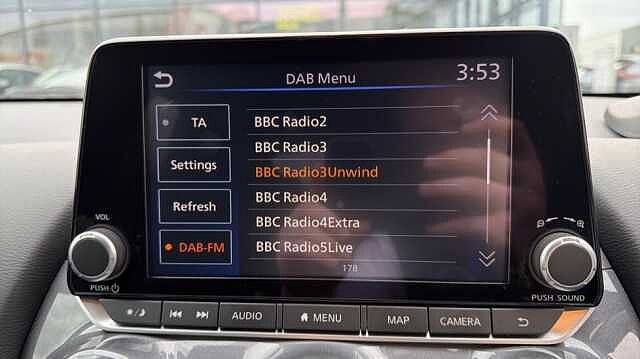 DAB Menu 3:53
TA
Settings
Refresh
DAB-FM
BBC Radio2
BBC Radio3
BBC Radio3Unwind
BBC Radio4
BBC Radio4Extra
BBC Radio5Live
178
VOL
PUSH
PUSH SOUND
AUDIO MENU MAP CAMERA